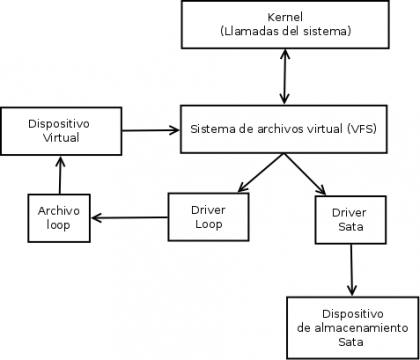 Kernel
(Llamadas del sistema)
Dispositivo
Virtual
Sistema de archivos virtual (VFS)
Archivo
loop
Driver
Loop
Driver
Sata
Dispositivo
de almacenamiento
Sata